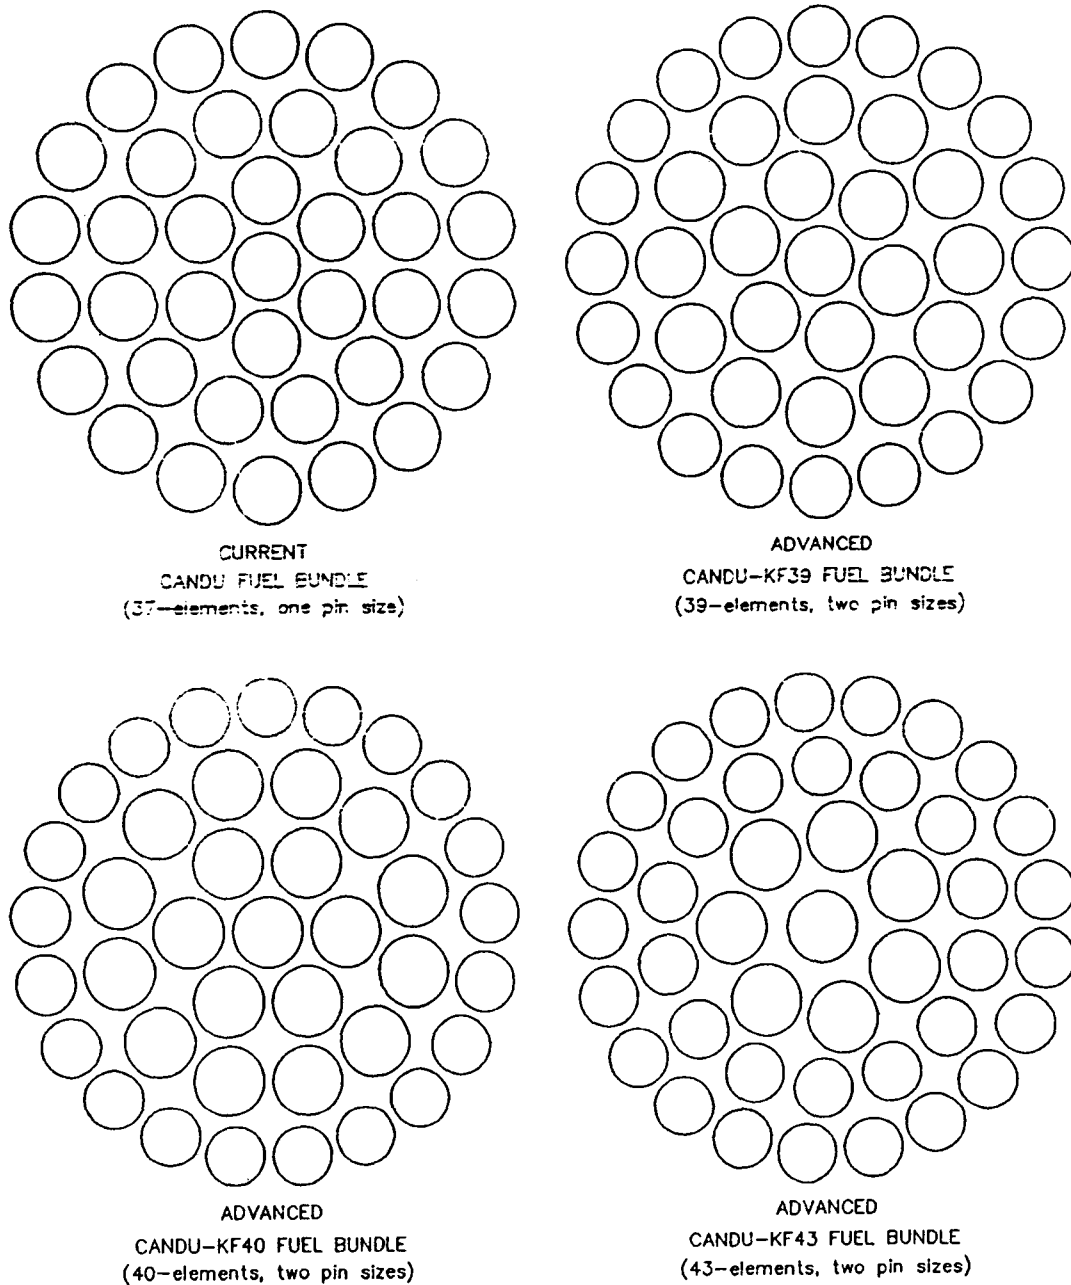 CURRENT
CANDU FUEL BUNDLE
(37-elements, one pin size)
ADVANCED
CANDU-KF39 FUEL BUNDLE
(39-elements, two pin sizes)
ADVANCED
CANDU-KF40 FUEL BUNDLE
(40-elements, two pin sizes)
ADVANCED
CANDU-KF43 FUEL BUNDLE
(43-elements, two pin sizes)